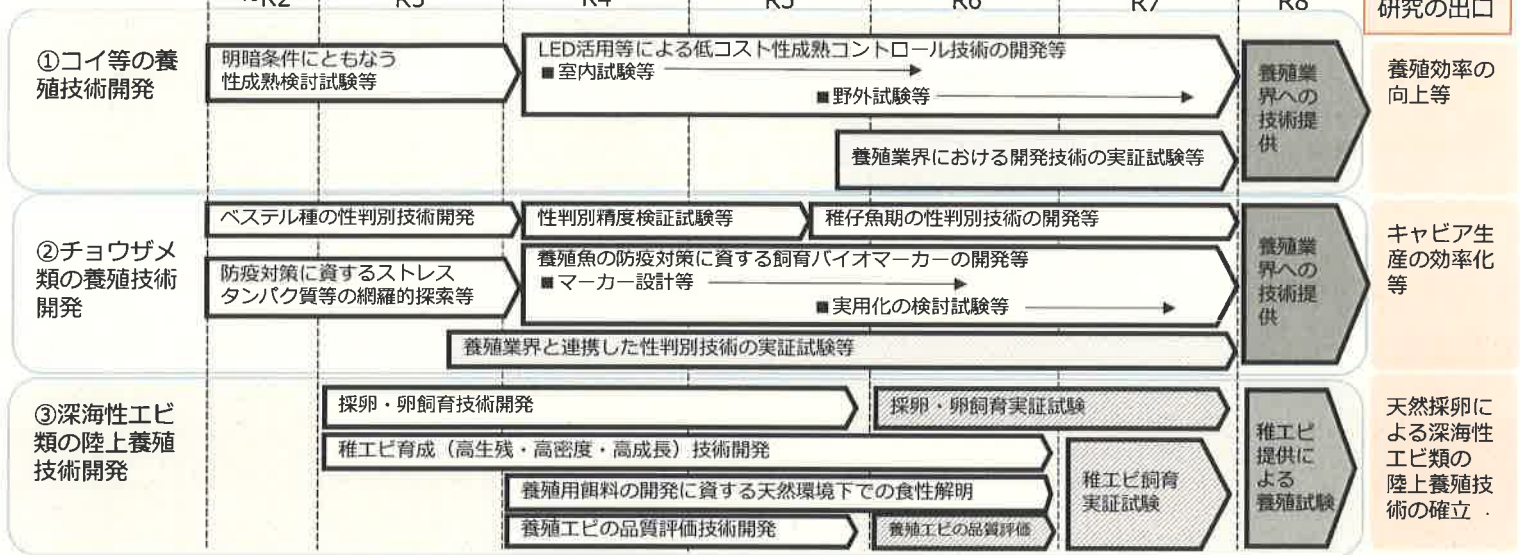 ~R2 R3 R4 R5 R6 R7 R8
研究の出口
①コイ等の養
殖技術開発
明暗条件にともなう
性成熟検討試験等
LED活用等による低コスト性成熟コントロール技術の開発等
■室内試験等
■野外試験等
養殖業界における開発技術の実証試験等
養殖業
界への
技術提
供
養殖効率の
向上等
②チョウザメ
類の養殖技術
開発
ベステル種の性判別技術開発
性判別精度検証試験等
稚仔魚期の性判別技術の開発等
防疫対策に資するストレス
タンパク質等の網羅的探索等
養殖魚の防疫対策に資する飼育バイオマーカーの開発等
■マーカー設計等
■実用化の検討試験等
養殖業界と連携した性判別技術の実証試験等
養殖業
界への
技術提
供
キャビア生
産の効率化
等
③深海性エビ
類の陸上養殖
技術開発
採卵・卵飼育技術開発
採卵・卵飼育実証試験
稚エビ育成（高生残・高密度・高成長）技術開発
養殖用餌料の開発に資する天然環境下での食性解明
養殖エビの品質評価技術開発
養殖エビの品質評価
稚エビ飼育
実証試験
稚エビ
提供に
よる
養殖試験
天然採卵に
よる深海性
エビ類の
陸上養殖技
術の確立